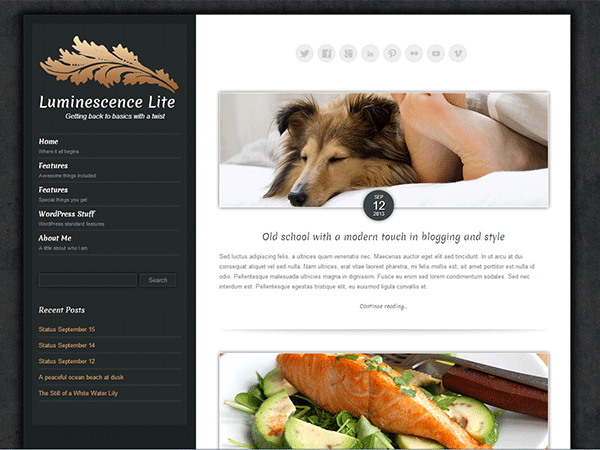 Luminescence Lite
Getting back to basics with a twist
Home
Where it all begins
Features
Awesome things included
Features
Special things you get
WordPress Stuff
WordPress standard features
About Me
A little about who I am
Search
Recent Posts
Status September 15
Status September 14
Status September 12
A peaceful ocean beach at dusk
The Still of a White Water Lily
SEP
12
2013
Old school with a modern touch in blogging and style
Sed luctus adipiscing felis, a ultrices quam venenatis nec. Maecenas auctor eget elit sed tincidunt. In ut arcu at dui
consequat aliquet vel sed nulla. Nam ultrices, erat vitae laoreet pharetra, mi felis mollis est, sit amet porttitor est nulla id
odio. Pellentesque malesuada ultricies magna in dignissim. Fusce eu enim sed lorem condimentum sodales. Sed nec
interdum est. Pellentesque egestas tristique elit, eu euismod ligula convallis et.
Continue reading...